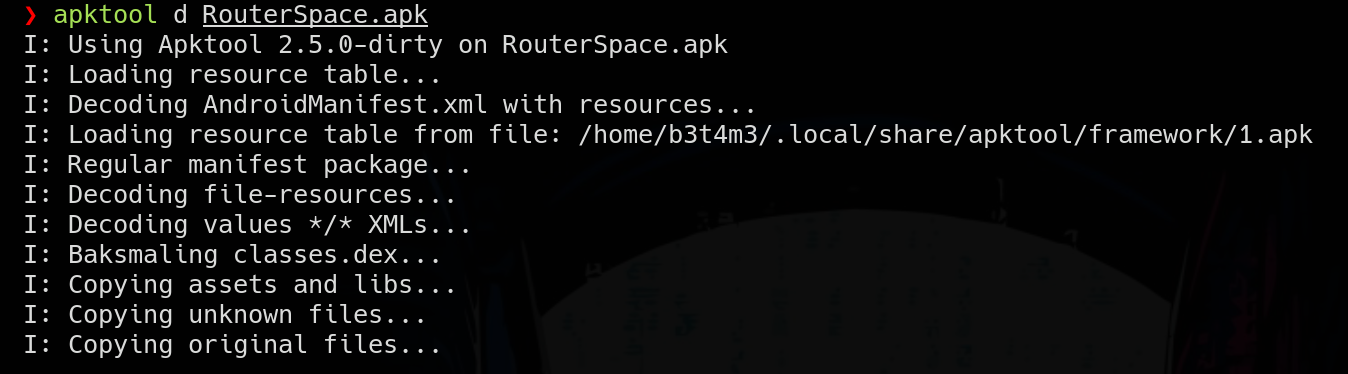 ❯ apktool d RouterSpace.apk
I: Using Apktool 2.5.0-dirty on RouterSpace.apk
I: Loading resource table...
I: Decoding AndroidManifest.xml with resources...
I: Loading resource table from file: /home/b3t4m3/.local/share/apktool/framework/1.apk
I: Regular manifest package...
I: Decoding file-resources...
I: Decoding values */* XMLs...
I: Baksmaling classes.dex...
I: Copying assets and libs...
I: Copying unknown files...
I: Copying original files...